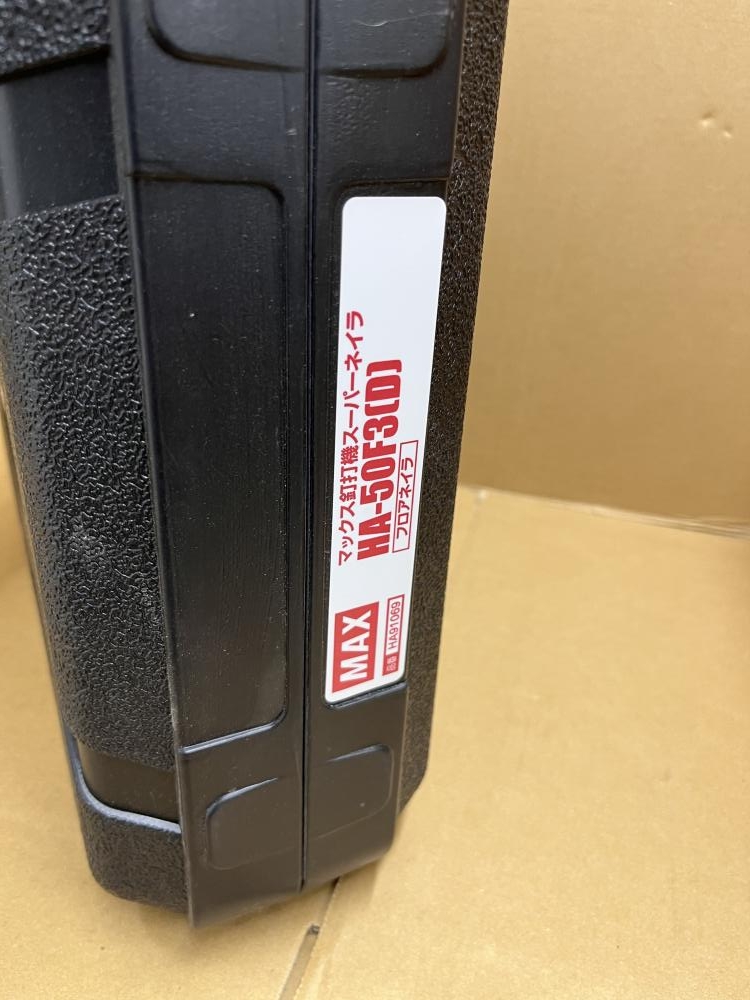 MAX
品番 HA91069
マックス釘打機スーパーネイラ
HA-50F3(D)
フロアネイラ